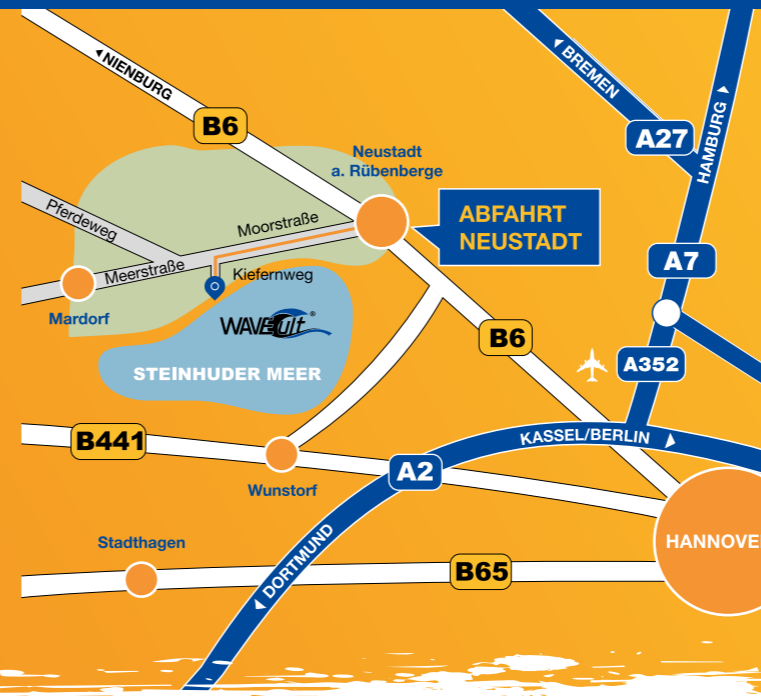 NIENBURG
BREMEN
HAMBURG
B6
A27
Neustadt
a. Rübenberge
Pferdeweg
Moorstraße
ABFAHRT
NEUSTADT
Meerstraße
Kiefernweg
A7
Mardorf
WAVECult®
B6
A352
STEINHUDER MEER
B441
KASSEL/BERLIN
A2
Wunstorf
Stadthagen
HANNOVE
DORTMUND
B65